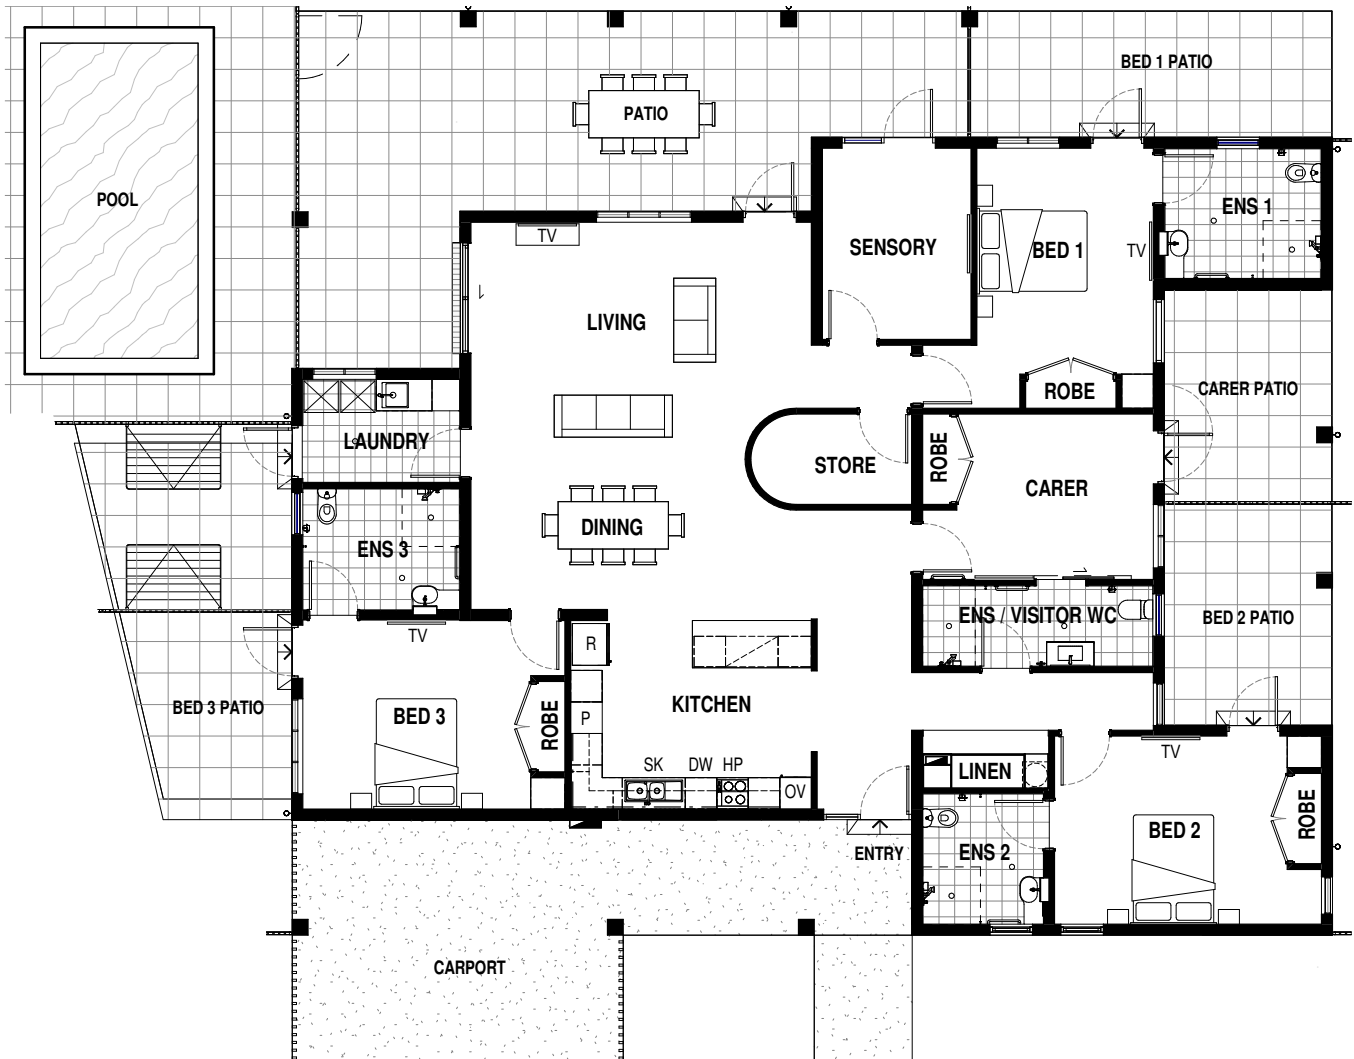 BED 1 PATIO
PATIO
POOL
ENS 1
TV
SENSORY
BED 1
TV
LIVING
CARER PATIO
ROBE
LAUNDRY
ROBE
STORE
CARER
DINING
ENS 3
ENS / VISITOR WC
BED 2 PATIO
TV
R
KITCHEN
BED 3 PATIO
BED 3
ROBE
P
TV
SK DW HP
LINEN
OV
ROBE
BED 2
ENTRY
ENS 2
CARPORT